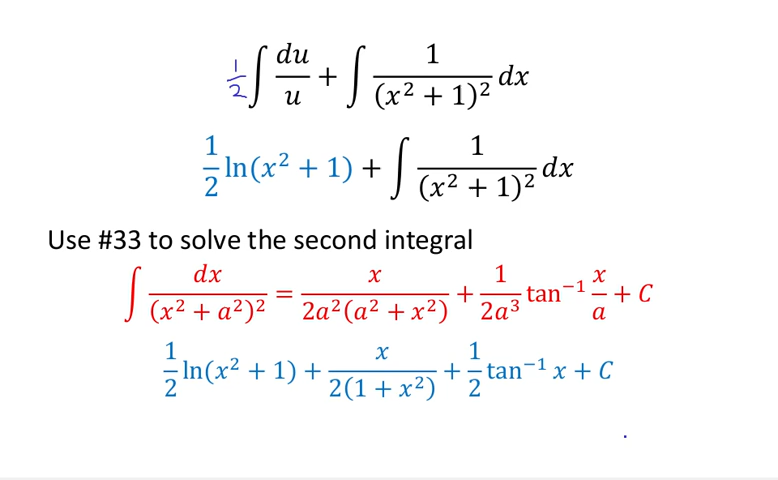 ½ ∫ du/u + ∫ 1/(x² + 1)² dx
1/2 ln(x² + 1) + ∫ 1/(x² + 1)² dx
Use #33 to solve the second integral
∫ dx/(x² + a²)² = x/2a²(a² + x²) + 1/2a³ tan⁻¹ x/a + C
1/2 ln(x² + 1) + x/2(1 + x²) + 1/2 tan⁻¹ x + C